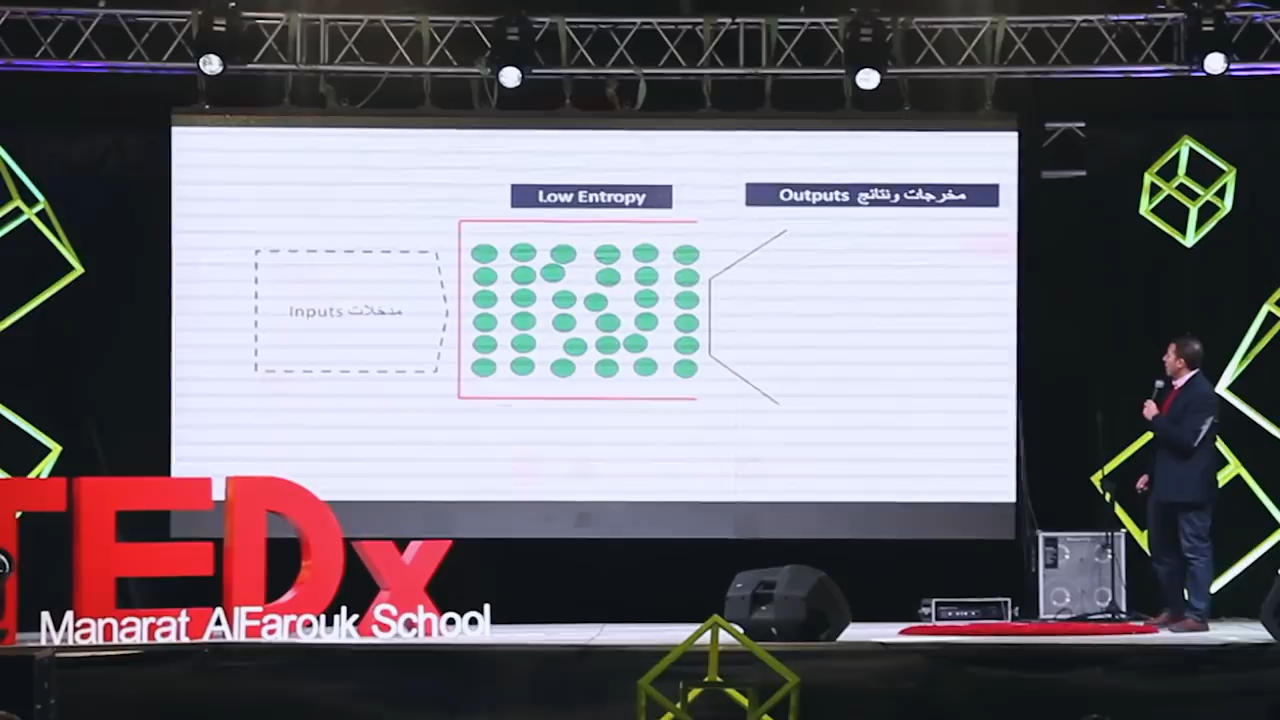 Low Entropy
Outputs مخرجات ونتائج
Inputs مدخلات
TEDx
Manarat AlFarouk School